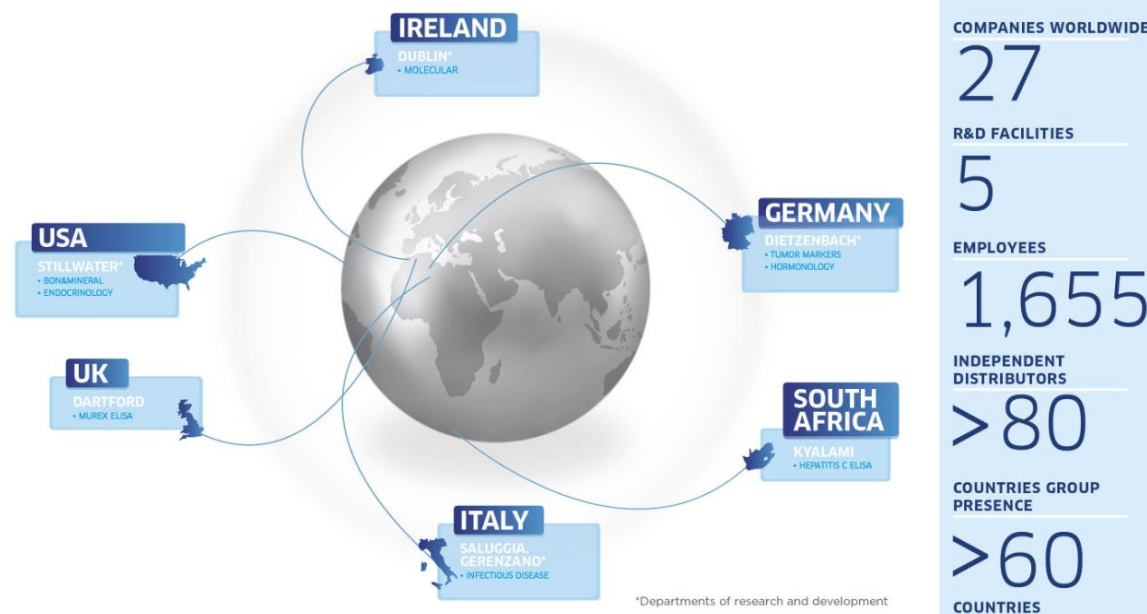 IRELAND
DUBLIN*
• MOLECULAR
USA
STILLWATER*
• BON&MINERAL
• ENDOCRINOLOGY
GERMANY
DIETZENBACH*
• TUMOR MARKERS
• HORMONOLOGY
UK
DARTFORD
• MUREX ELISA
SOUTH
AFRICA
KYALAMI
• HEPATITIS C ELISA
ITALY
SALUGGIA.
GERENZANO*
• INFECTIOUS DISEASE
*Departments of research and development
COMPANIES WORLDWIDE
27
R&D FACILITIES
5
EMPLOYEES
1,655
INDEPENDENT
DISTRIBUTORS
>80
COUNTRIES GROUP
PRESENCE
>60
COUNTRIES